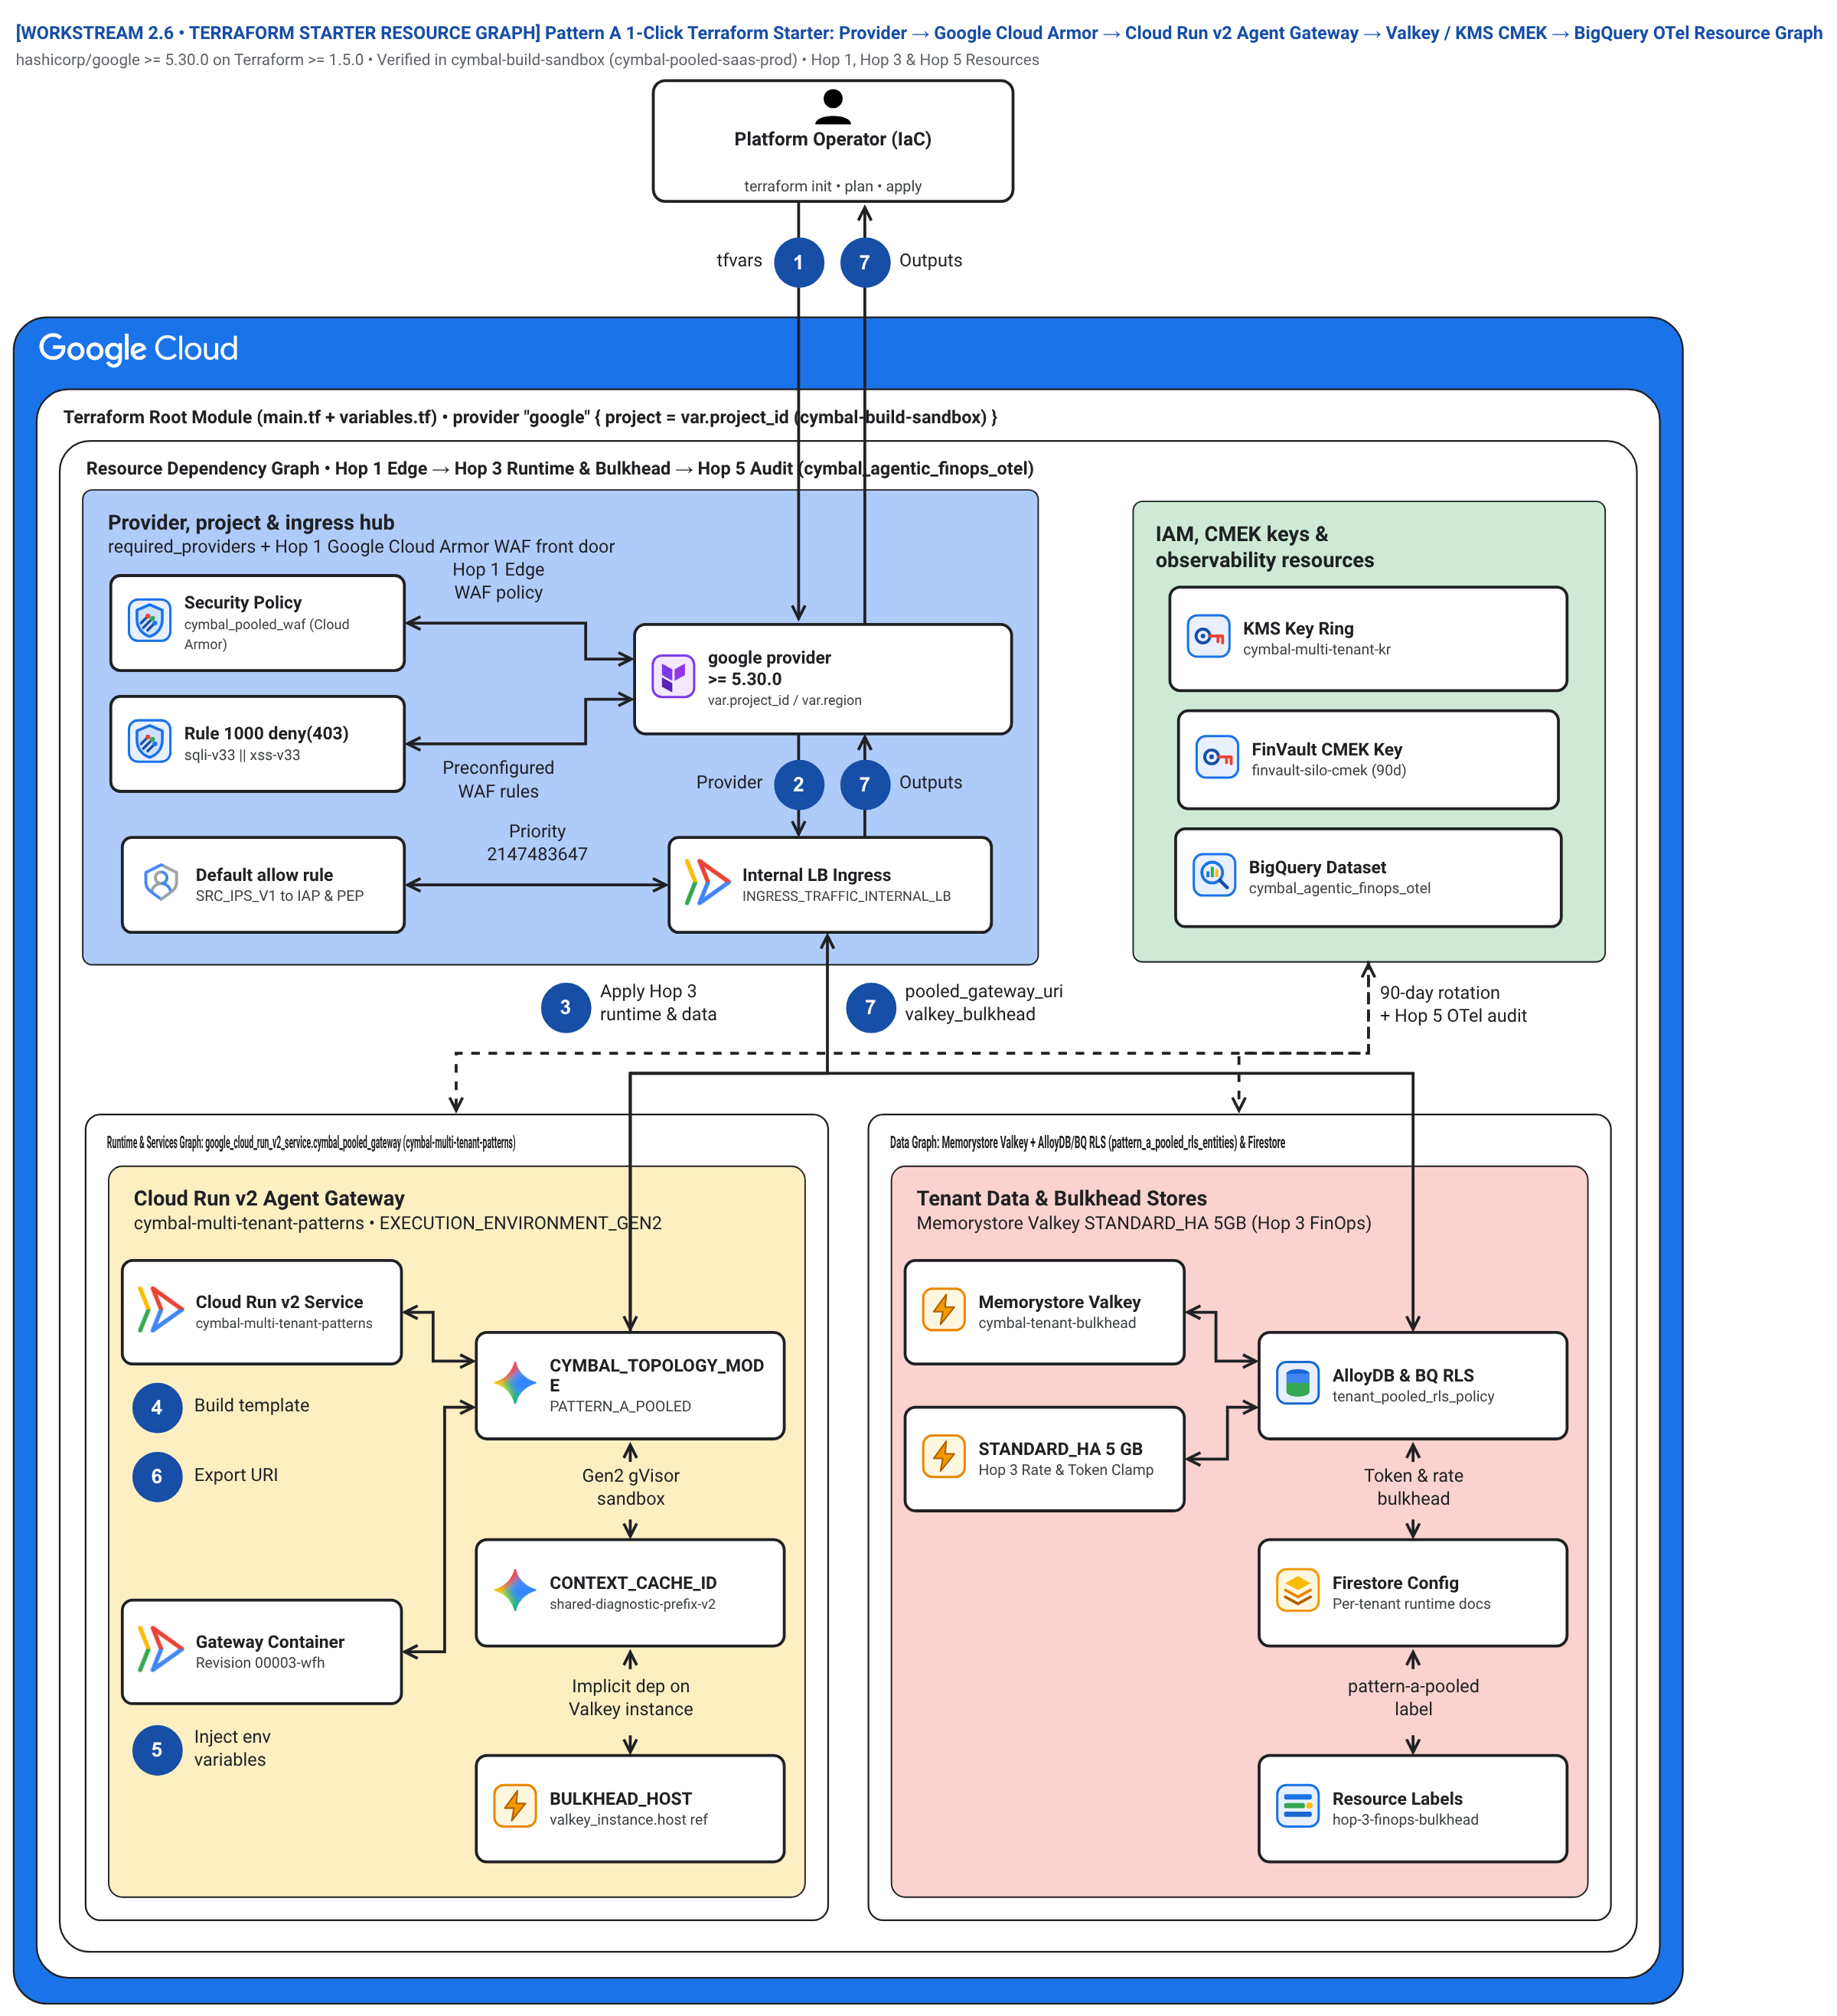 [WORKSTREAM 2.6 • TERRAFORM STARTER RESOURCE GRAPH] Pattern A 1-Click Terraform Starter: Provider → Google Cloud Armor → Cloud Run v2 Agent Gateway → Valkey / KMS CMEK → BigQuery OTel Resource Graph
hashicorp/google >= 5.30.0 on Terraform >= 1.5.0 • Verified in cymbal-build-sandbox (cymbal-pooled-saas-prod) • Hop 1, Hop 3 & Hop 5 Resources
Platform Operator (IaC)
terraform init • plan • apply
tfvars
1
7
Outputs
Google Cloud
Terraform Root Module (main.tf + variables.tf) • provider "google" { project = var.project_id (cymbal-build-sandbox) }
Resource Dependency Graph • Hop 1 Edge → Hop 3 Runtime & Bulkhead → Hop 5 Audit (cymbal_agentic_finops_otel)
Provider, project & ingress hub
required_providers + Hop 1 Google Cloud Armor WAF front door
Hop 1 Edge
WAF policy
Security Policy
cymbal_pooled_waf (Cloud
Armor)
google provider
>= 5.30.0
var.project_id / var.region
Rule 1000 deny(403)
sqli-v33 || xss-v33
Preconfigured
WAF rules
Provider
2
7
Outputs
Priority
2147483647
Default allow rule
SRC_IPS_V1 to IAP & PEP
Internal LB Ingress
INGRESS_TRAFFIC_INTERNAL_LB
IAM, CMEK keys &
observability resources
KMS Key Ring
cymbal-multi-tenant-kr
FinVault CMEK Key
finvault-silo-cmek (90d)
BigQuery Dataset
cymbal_agentic_finops_otel
3
Apply Hop 3
runtime & data
7
pooled_gateway_uri
valkey_bulkhead
90-day rotation
+ Hop 5 OTel audit
Runtime & Services Graph: google_cloud_run_v2_service.cymbal_pooled_gateway (cymbal-multi-tenant-patterns)
Cloud Run v2 Agent Gateway
cymbal-multi-tenant-patterns • EXECUTION_ENVIRONMENT_GEN2
Cloud Run v2 Service
cymbal-multi-tenant-patterns
CYMBAL_TOPOLOGY_MOD
E
PATTERN_A_POOLED
4
Build template
6
Export URI
Gen2 gVisor
sandbox
CONTEXT_CACHE_ID
shared-diagnostic-prefix-v2
Gateway Container
Revision 00003-wfh
Implicit dep on
Valkey instance
5
Inject env
variables
BULKHEAD_HOST
valkey_instance.host ref
Data Graph: Memorystore Valkey + AlloyDB/BQ RLS (pattern_a_pooled_rls_entities) & Firestore
Tenant Data & Bulkhead Stores
Memorystore Valkey STANDARD_HA 5GB (Hop 3 FinOps)
Memorystore Valkey
cymbal-tenant-bulkhead
AlloyDB & BQ RLS
tenant_pooled_rls_policy
STANDARD_HA 5 GB
Hop 3 Rate & Token Clamp
Token & rate
bulkhead
Firestore Config
Per-tenant runtime docs
pattern-a-pooled
label
Resource Labels
hop-3-finops-bulkhead